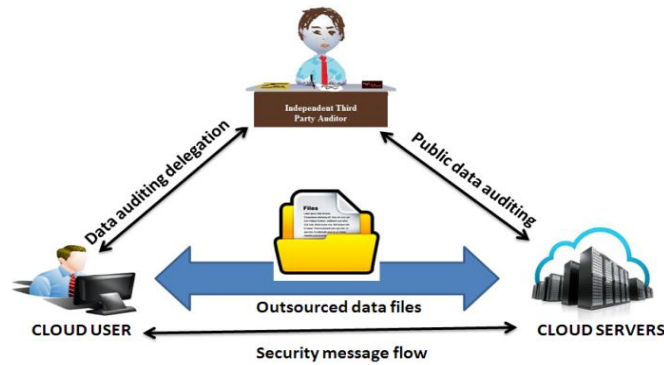 Independent Third
Party Auditor
Data auditing delegation
Public data auditing
Files
Outsourced data files
CLOUD USER
CLOUD SERVERS
Security message flow